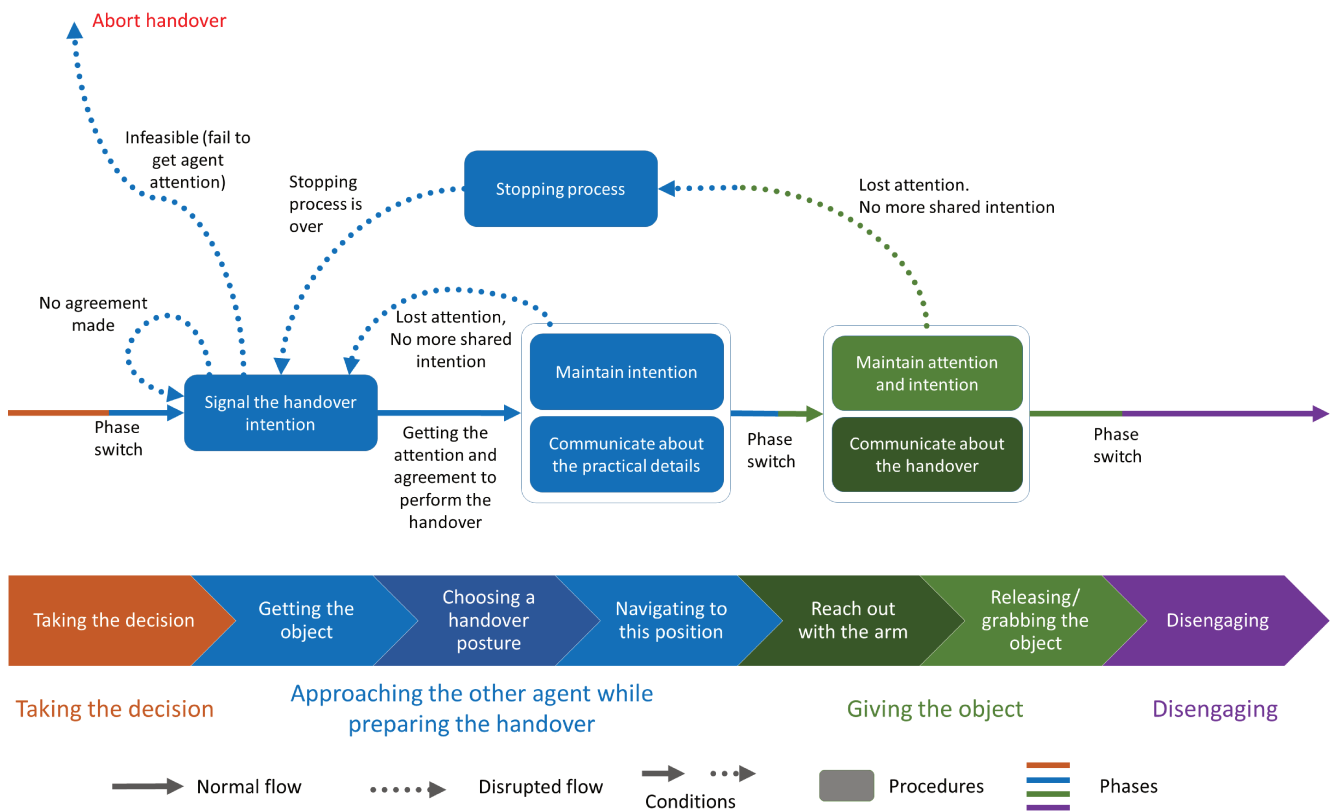 Abort handover
Infeasible (fail to
get agent
attention)
Stopping
process is
over
Stopping process
Lost attention.
No more shared intention
No agreement
made
Lost attention,
No more shared
intention
Signal the handover
intention
Maintain intention
Communicate about
the practical details
Maintain attention
and intention
Communicate about
the handover
Phase
switch
Getting the
attention and
agreement to
perform the
handover
Phase
switch
Phase
switch
Taking the decision
Getting the
object
Choosing a
handover
posture
Navigating to
this position
Reach out
with the arm
Releasing/
grabbing the
object
Disengaging
Taking the decision
Approaching the other agent while
preparing the handover
Giving the object
Disengaging
Normal flow
Disrupted flow
Conditions
Procedures
Phases